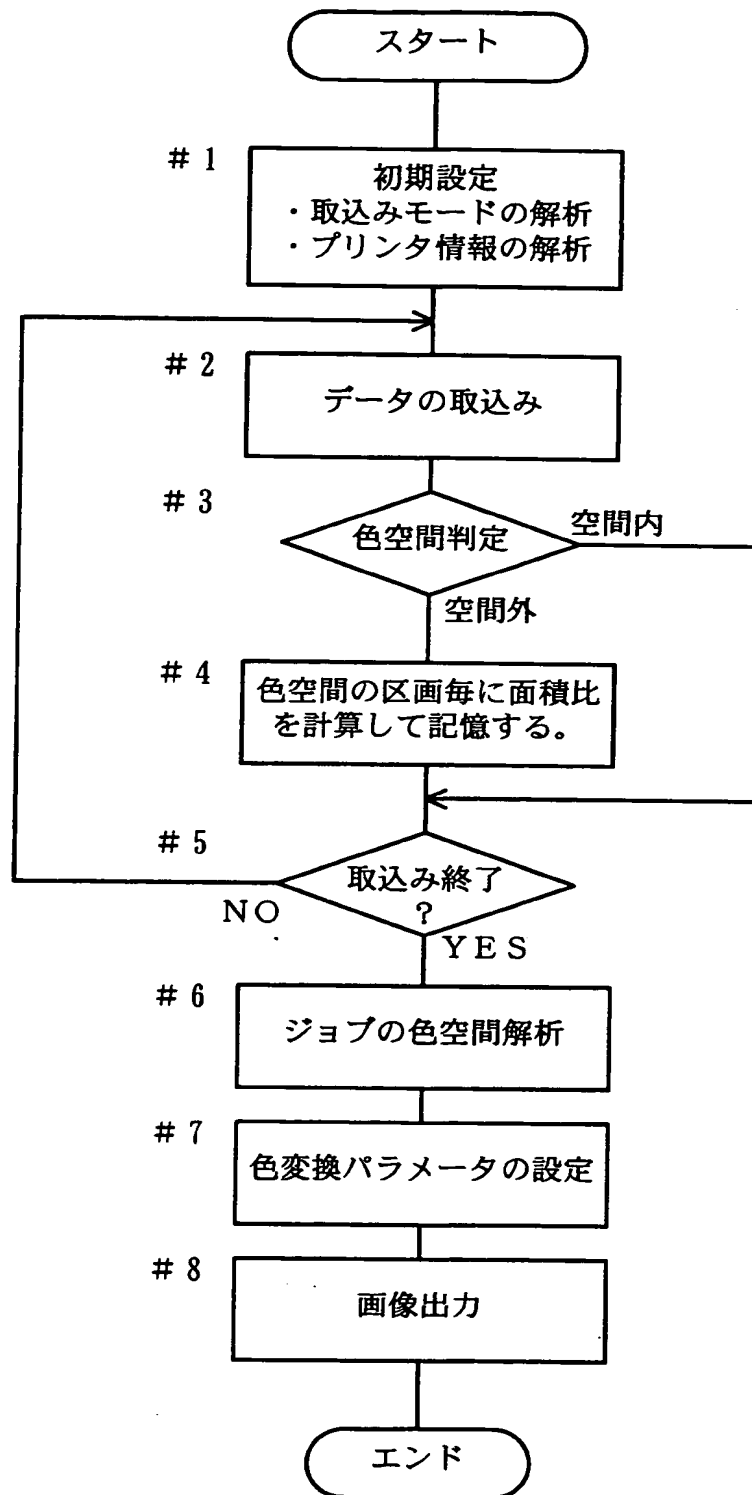 スタート
#1
初期設定
・取込みモードの解析
・プリンタ情報の解析
#2
データの取込み
#3
色空間判定
空間内
空間外
#4
色空間の区画毎に面積比
を計算して記憶する。
#5
取込み終了
?
NO
YES
#6
ジョブの色空間解析
#7
色変換パラメータの設定
#8
画像出力
エンド